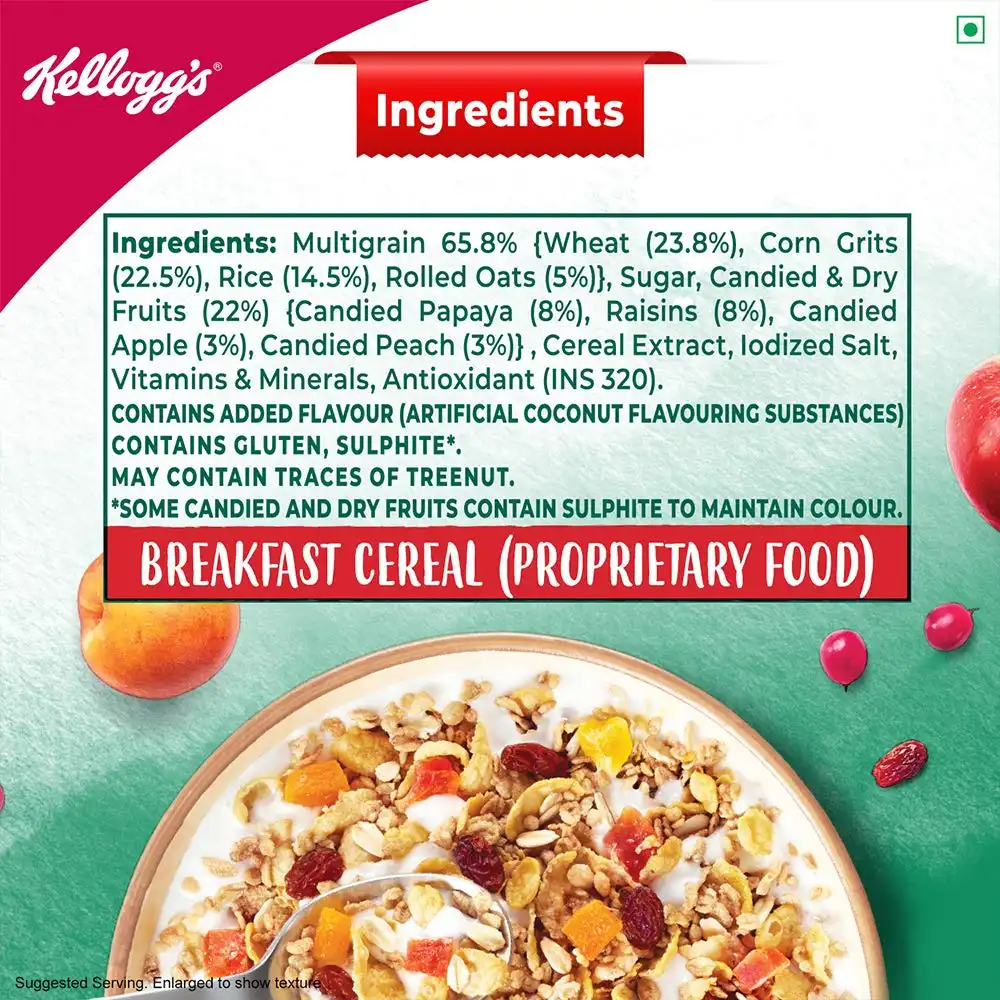 Kellogg's®
Ingredients
Ingredients: Multigrain 65.8% {Wheat (23.8%), Corn Grits
(22.5%), Rice (14.5%), Rolled Oats (5%)}, Sugar, Candied & Dry
Fruits (22%) {Candied Papaya (8%), Raisins (8%), Candied
Apple (3%), Candied Peach (3%)} , Cereal Extract, Iodized Salt,
Vitamins & Minerals, Antioxidant (INS 320).
CONTAINS ADDED FLAVOUR (ARTIFICIAL COCONUT FLAVOURING SUBSTANCES)
CONTAINS GLUTEN, SULPHITE*.
MAY CONTAIN TRACES OF TREENUT.
*SOME CANDIED AND DRY FRUITS CONTAIN SULPHITE TO MAINTAIN COLOUR.
BREAKFAST CEREAL (PROPRIETARY FOOD)
Suggested Serving. Enlarged to show texture